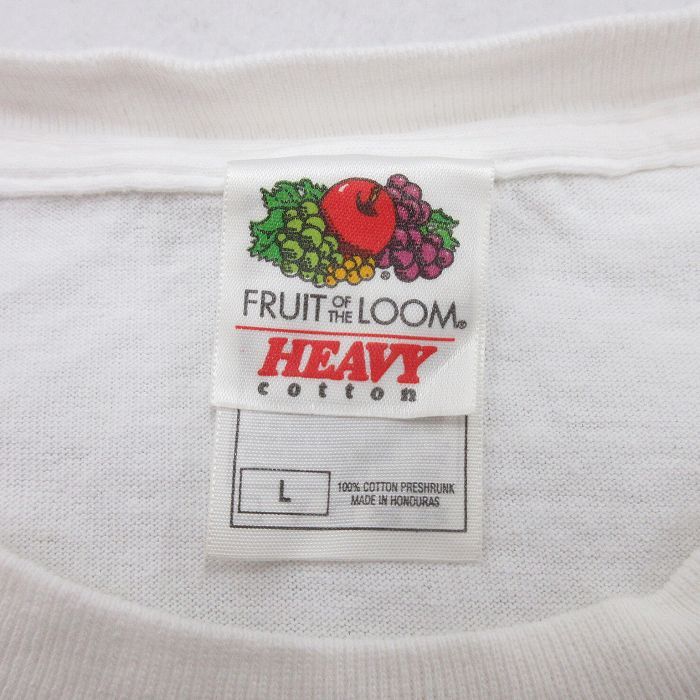 FRUIT OF THE LOOM®
HEAVY
cotton
L
100% COTTON PRESHRUNK
MADE IN HONDURAS